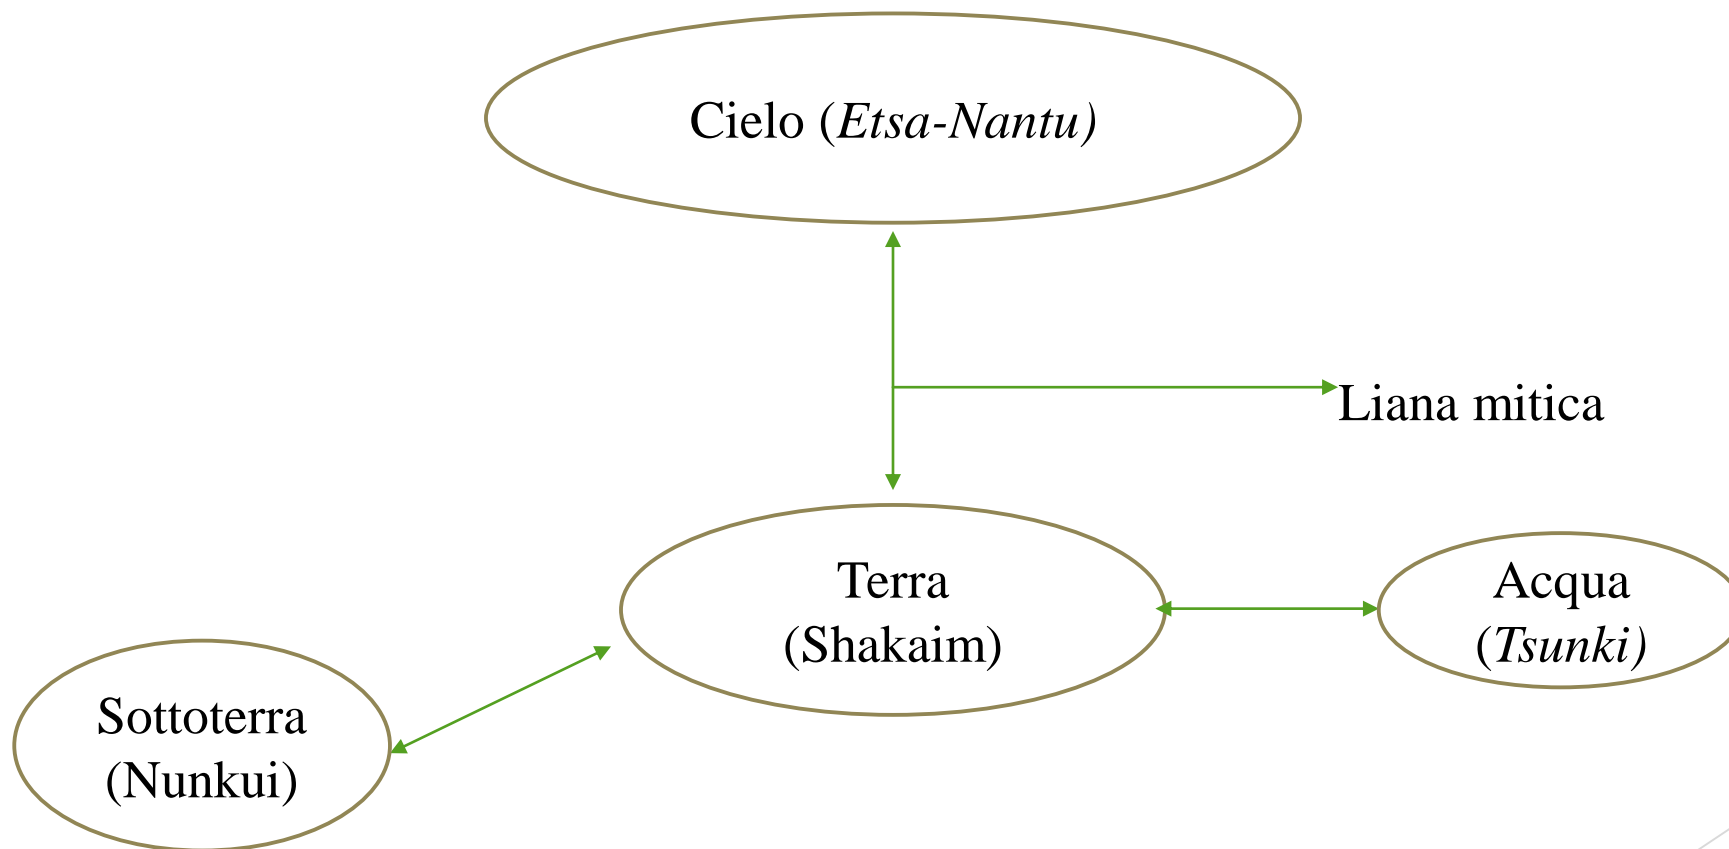 Cielo (Etsa-Nantu)
Liana mitica
Terra
(Shakaim)
Acqua
(Tsunki)
Sottoterra
(Nunkui)